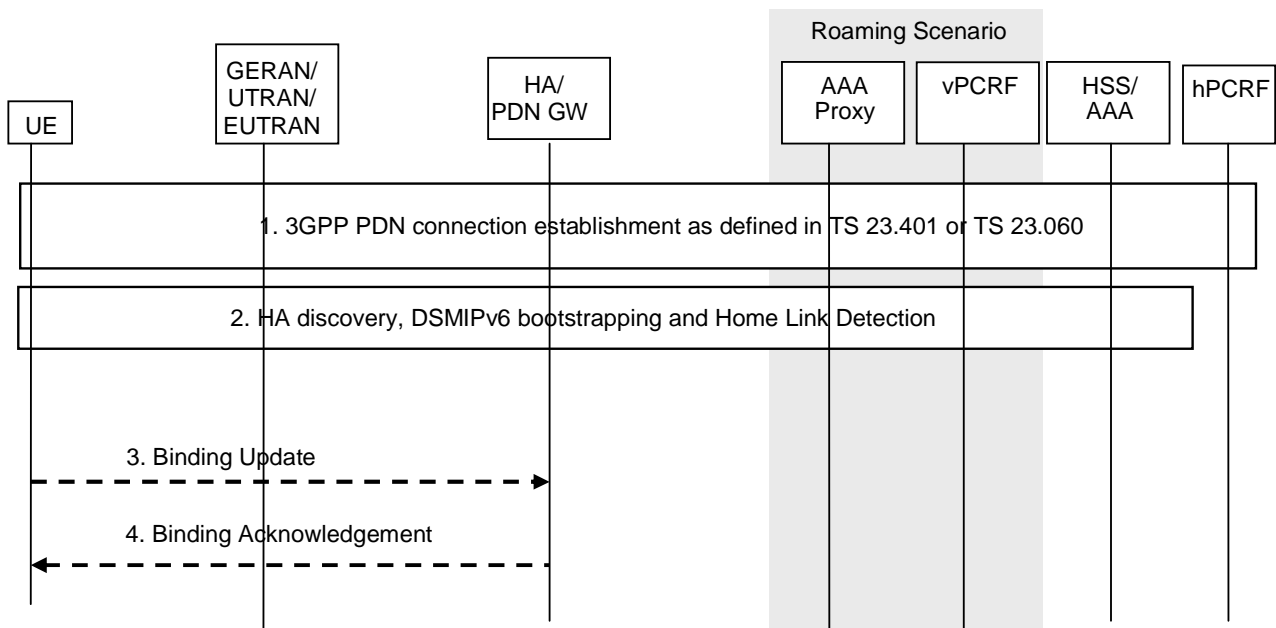 Roaming Scenario
UE
GERAN/
UTRAN/
EUTRAN
HA/
PDN GW
AAA
Proxy
vPCRF
HSS/
AAA
hPCRF
1. 3GPP PDN connection establishment as defined in TS 23.401 or TS 23.060
2. HA discovery, DSMIPv6 bootstrapping and Home Link Detection
3. Binding Update
4. Binding Acknowledgement